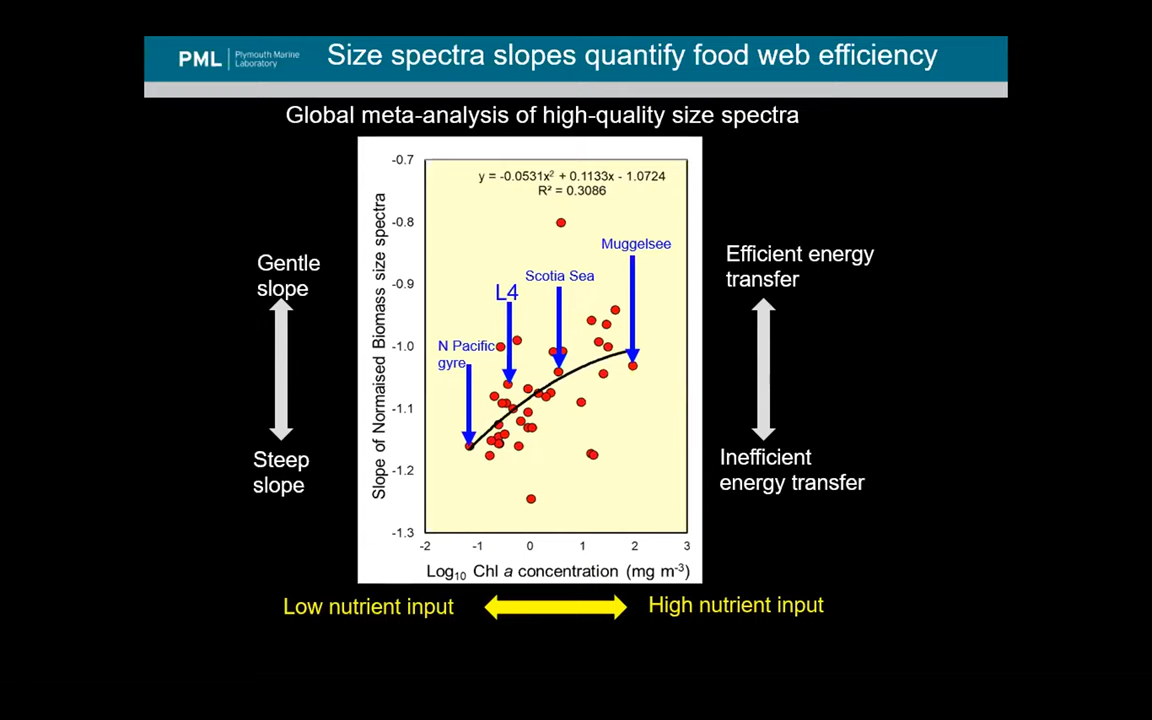 PML
Plymouth Marine
Laboratory
Size spectra slopes quantify food web efficiency
Global meta-analysis of high-quality size spectra
Gentle
slope
Steep
slope
Slope of Normaised Biomass size spectra
-0.7
-0.8
-0.9
-1.0
-1.1
-1.2
-1.3
y = -0.0531x² + 0.1133x - 1.0724
R² = 0.3086
Muggelsee
Scotia Sea
L4
N Pacific
gyre
-2 -1 0 1 2 3
Log₁₀ Chl a concentration (mg m⁻³)
Efficient energy
transfer
Inefficient
energy transfer
Low nutrient input
High nutrient input